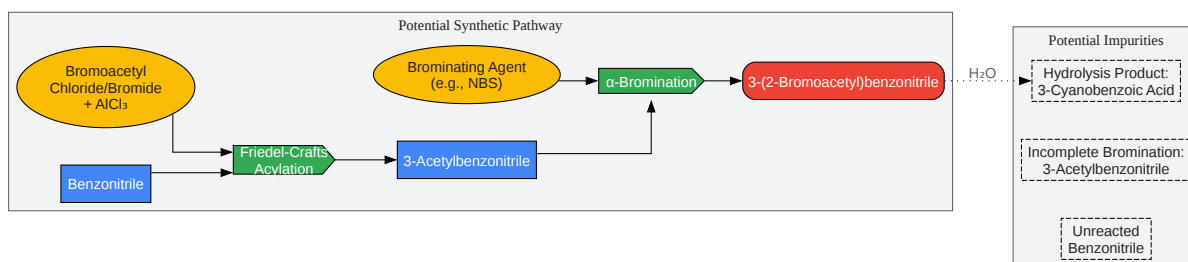 Potential Synthetic Pathway
Bromoacetyl
Chloride/Bromide
+ AlCl₃
Benzonitrile
Friedel-Crafts
Acylation
Brominating Agent
(e.g., NBS)
3-Acetylbenzonitrile
α-Bromination
3-(2-Bromoacetyl)benzonitrile
H₂O
Potential Impurities
Hydrolysis Product:
3-Cyanobenzoic Acid
Incomplete Bromination:
3-Acetylbenzonitrile
Unreacted
Benzonitrile